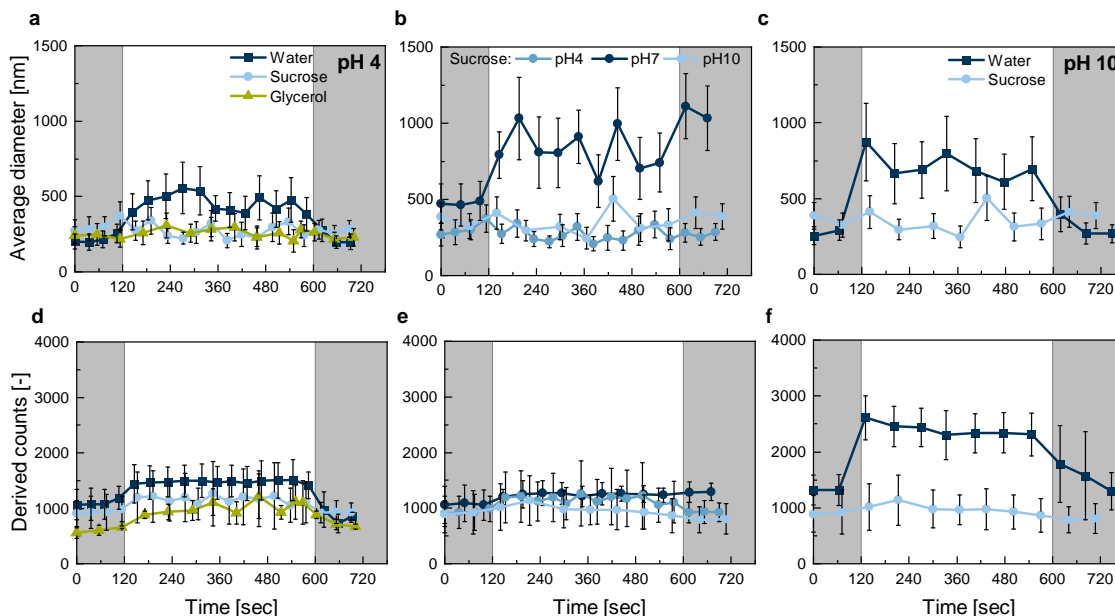 a
b
c
Average diameter [nm]
1500
1000
500
0
Water
Sucrose
Glycerol
pH 4
0 120 240 360 480 600 720
1500
1000
500
0
Sucrose: pH4 pH7 pH10
0 120 240 360 480 600 720
1500
1000
500
0
Water
Sucrose
pH 10
0 120 240 360 480 600 720
d
e
f
Derived counts [-]
4000
3000
2000
1000
0
0 120 240 360 480 600 720
Time [sec]
4000
3000
2000
1000
0
0 120 240 360 480 600 720
Time [sec]
4000
3000
2000
1000
0
0 120 240 360 480 600 720
Time [sec]